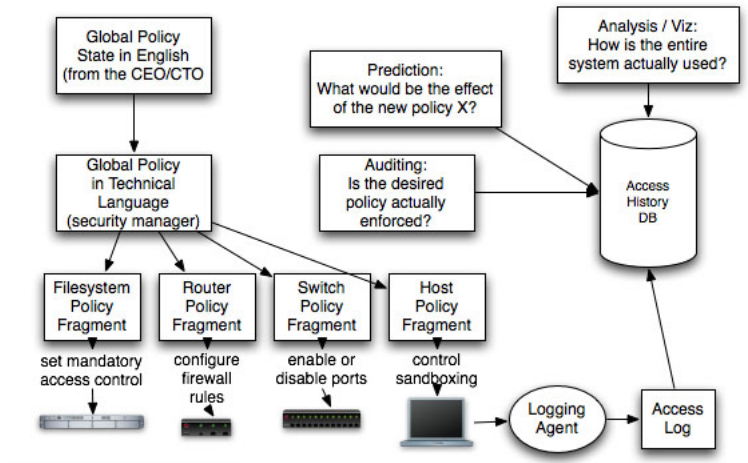 Global Policy
State in English
(from the CEO/CTO
Prediction:
What would be the effect
of the new policy X?
Analysis / Viz:
How is the entire
system actually used?
Global Policy
in Technical
Language
(security manager)
Auditing:
Is the desired
policy actually
enforced?
Access
History
DB
Filesystem
Policy
Fragment
Router
Policy
Fragment
Switch
Policy
Fragment
Host
Policy
Fragment
set mandatory
access control
configure
firewall
rules
enable or
disable ports
control
sandboxing
Logging
Agent
Access
Log